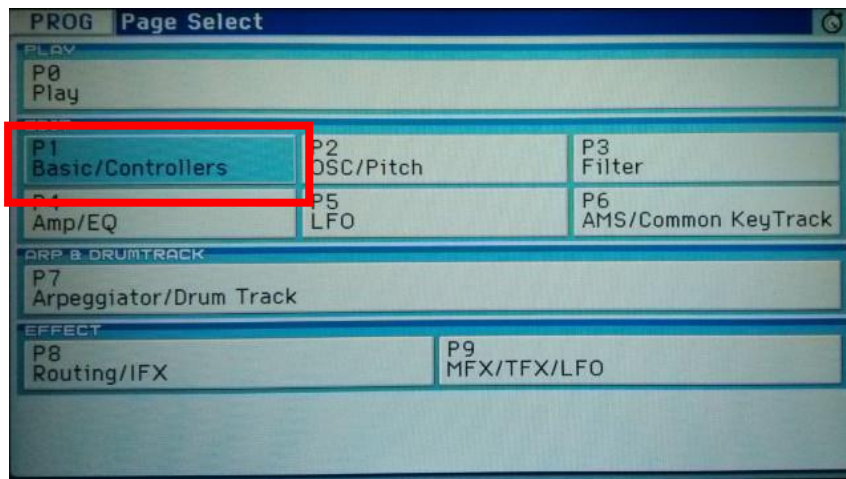 PROG Page Select
PLAY
P0
Play
P1
Basic/Controllers
P2
OSC/Pitch
P3
Filter
Amp/EQ
P5
LFO
P6
AMS/Common KeyTrack
ARP & DRUMTRACK
P7
Arpeggiator/Drum Track
EFFECT
P8
Routing/IFX
P9
MFX/TFX/LFO